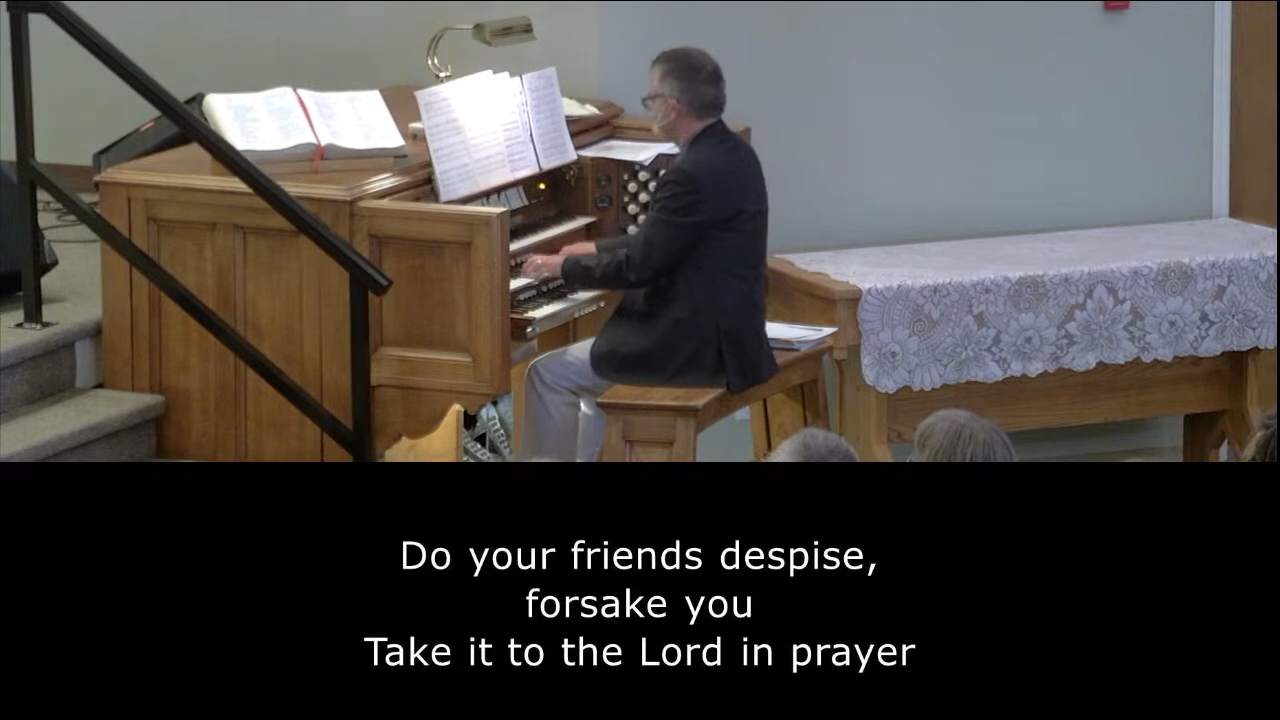 Do your friends despise,
forsake you
Take it to the Lord in prayer